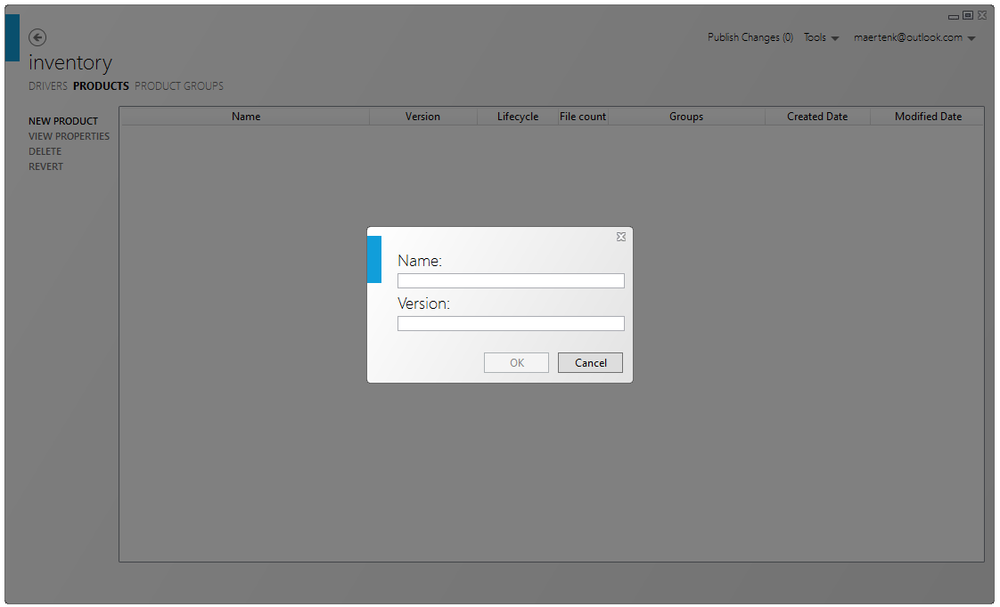 Publish Changes (0) Tools maertenk@outlook.com
inventory
DRIVERS PRODUCTS PRODUCT GROUPS
NEW PRODUCT
VIEW PROPERTIES
DELETE
REVERT
Name Version Lifecycle File count Groups Created Date Modified Date
Name:
Version:
OK Cancel